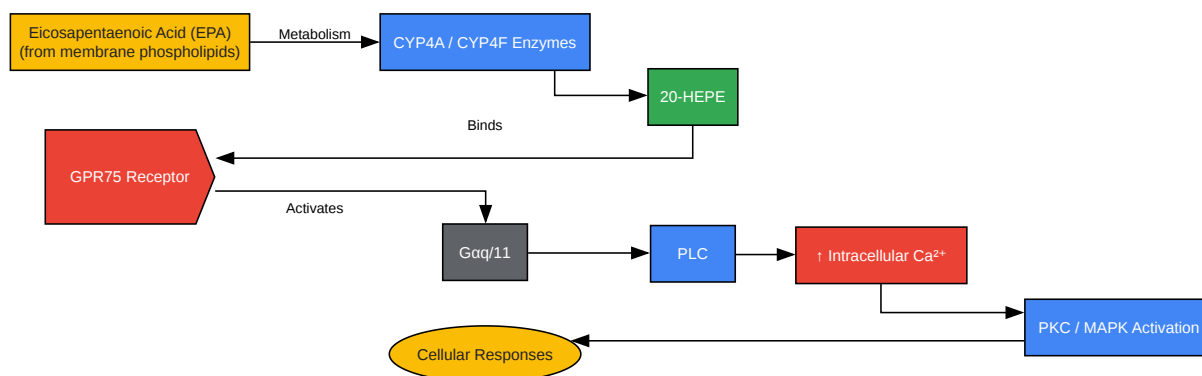 Eicosapentaenoic Acid (EPA)
(from membrane phospholipids)
Metabolism
CYP4A / CYP4F Enzymes
20-HEPE
Binds
GPR75 Receptor
Activates
Gαq/11
PLC
↑ Intracellular Ca²⁺
PKC / MAPK Activation
Cellular Responses